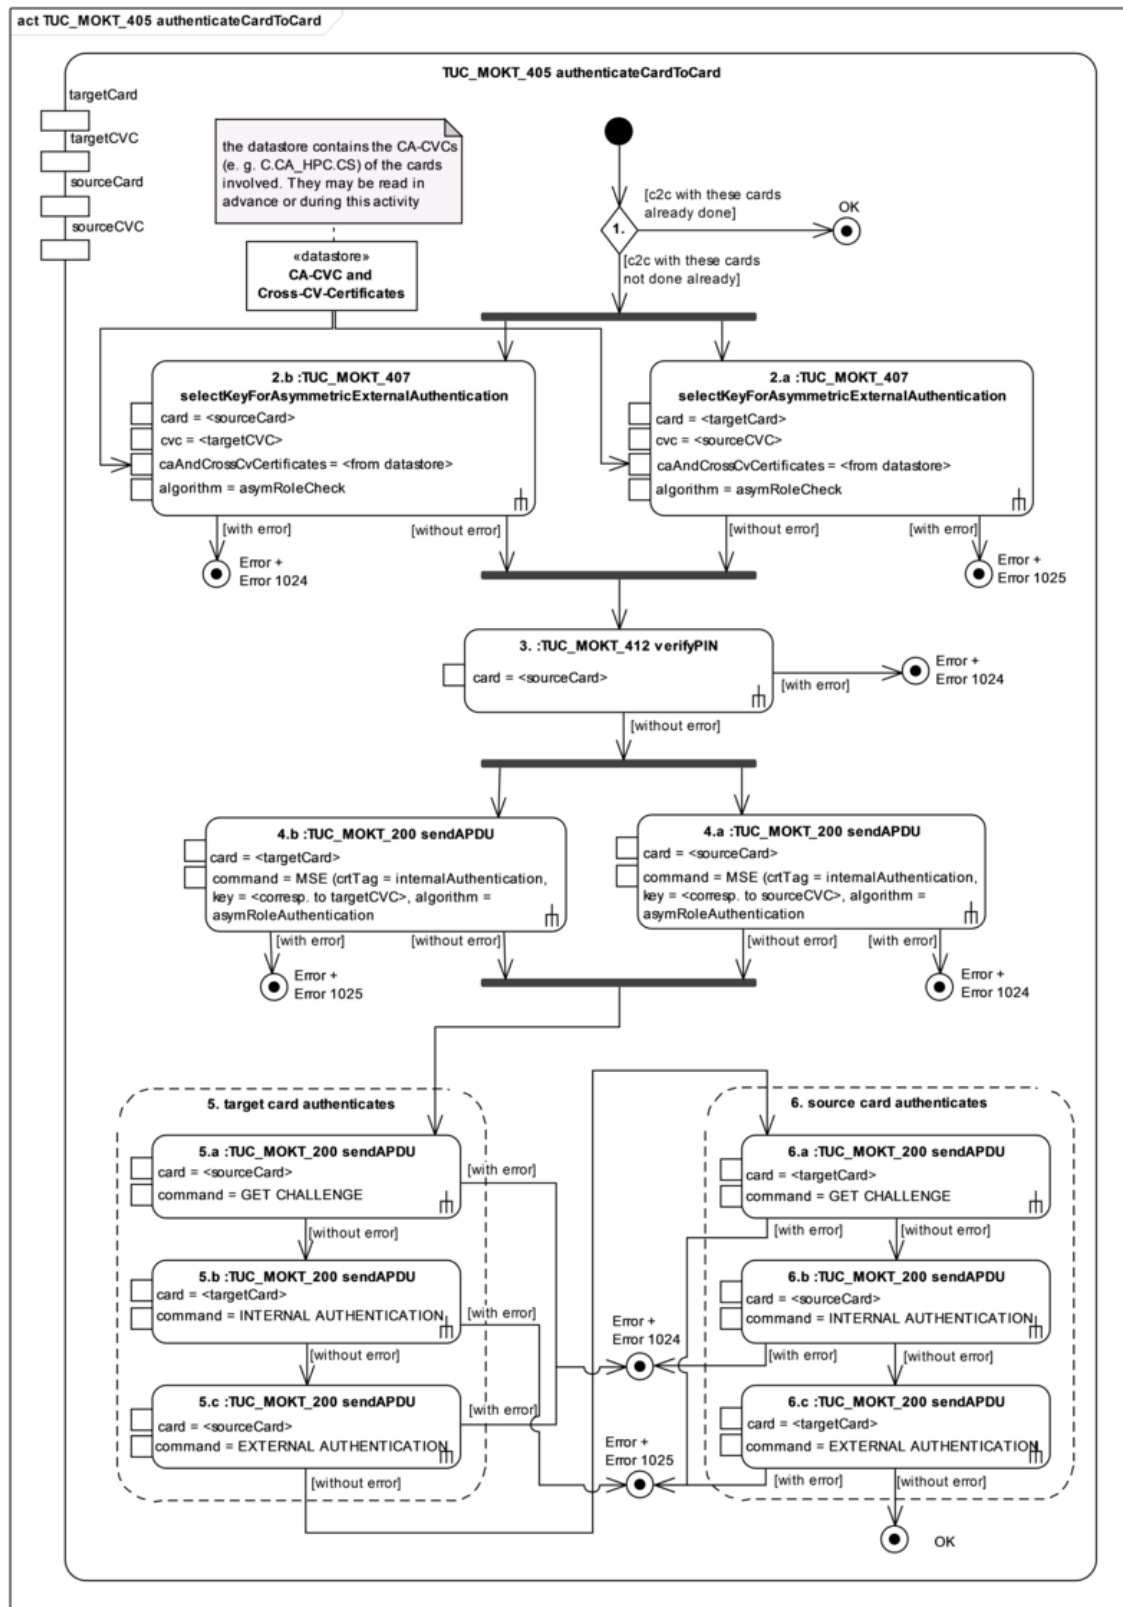 act TUC_MOKT_405 authenticateCardToCard
TUC_MOKT_405 authenticateCardToCard
targetCard
targetCVC
sourceCard
sourceCVC
the datastore contains the CA-CVCs
(e. g. C.CA_HPC.CS) of the cards
involved. They may be read in
advance or during this activity
«datastore»
CA-CVC and
Cross-CV-Certificates
1.
[c2c with these cards
already done]
OK
[c2c with these cards
not done already]
2.b :TUC_MOKT_407
selectKeyForAsymmetricExternalAuthentication
card = <sourceCard>
cvc = <targetCVC>
caAndCrossCvCertificates = <from datastore>
algorithm = asymRoleCheck
2.a :TUC_MOKT_407
selectKeyForAsymmetricExternalAuthentication
card = <targetCard>
cvc = <sourceCVC>
caAndCrossCvCertificates = <from datastore>
algorithm = asymRoleCheck
[with error]
[without error]
[without error]
[with error]
Error +
Error 1024
Error +
Error 1025
3. :TUC_MOKT_412 verifyPIN
card = <sourceCard>
[with error]
Error +
Error 1024
[without error]
4.b :TUC_MOKT_200 sendAPDU
card = <targetCard>
command = MSE (crtTag = internalAuthentication,
key = <corresp. to targetCVC>, algorithm =
asymRoleAuthentication
4.a :TUC_MOKT_200 sendAPDU
card = <sourceCard>
command = MSE (crtTag = internalAuthentication,
key = <corresp. to sourceCVC>, algorithm =
asymRoleAuthentication
[with error]
[without error]
[without error]
[with error]
Error +
Error 1025
Error +
Error 1024
5. target card authenticates
5.a :TUC_MOKT_200 sendAPDU
card = <sourceCard>
command = GET CHALLENGE
[with error]
[without error]
5.b :TUC_MOKT_200 sendAPDU
card = <targetCard>
command = INTERNAL AUTHENTICATION
[with error]
[without error]
5.c :TUC_MOKT_200 sendAPDU
card = <sourceCard>
command = EXTERNAL AUTHENTICATION
[with error]
[without error]
Error +
Error 1024
Error +
Error 1025
6. source card authenticates
6.a :TUC_MOKT_200 sendAPDU
card = <targetCard>
command = GET CHALLENGE
[with error]
[without error]
6.b :TUC_MOKT_200 sendAPDU
card = <sourceCard>
command = INTERNAL AUTHENTICATION
[with error]
[without error]
6.c :TUC_MOKT_200 sendAPDU
card = <targetCard>
command = EXTERNAL AUTHENTICATION
[with error]
[without error]
OK